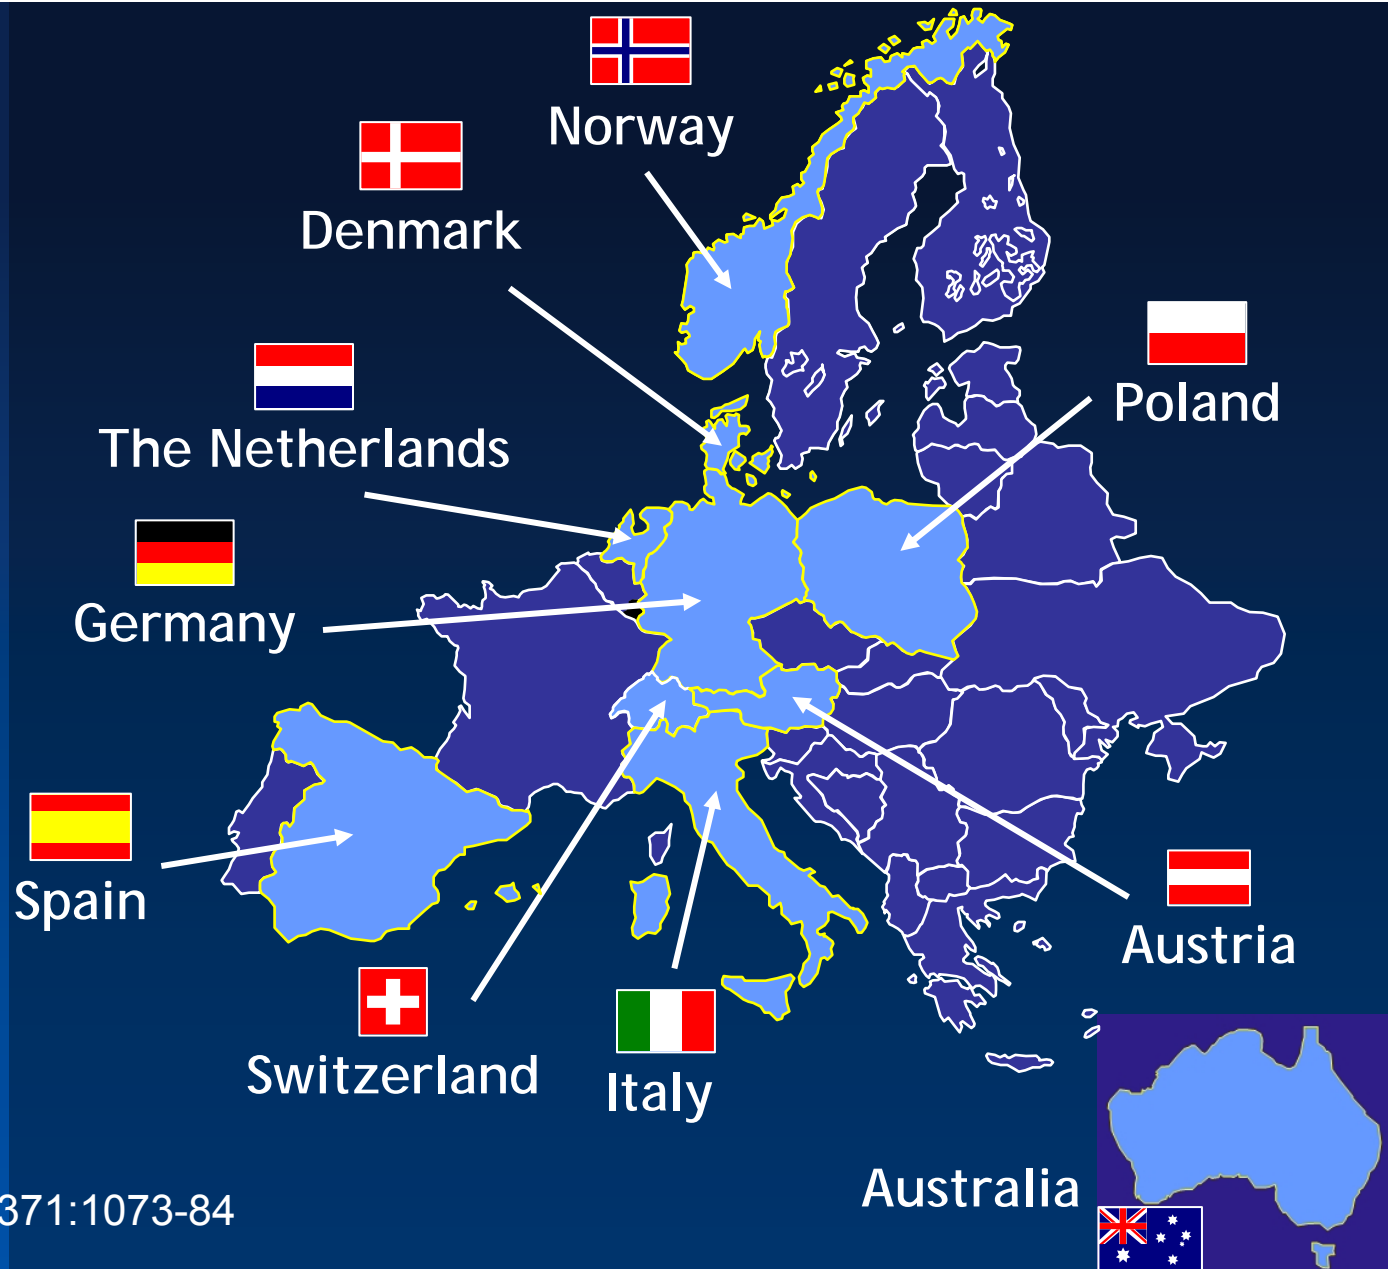 Norway
Denmark
Poland
The Netherlands
Germany
Spain
Austria
Switzerland
Italy
Australia
371:1073-84